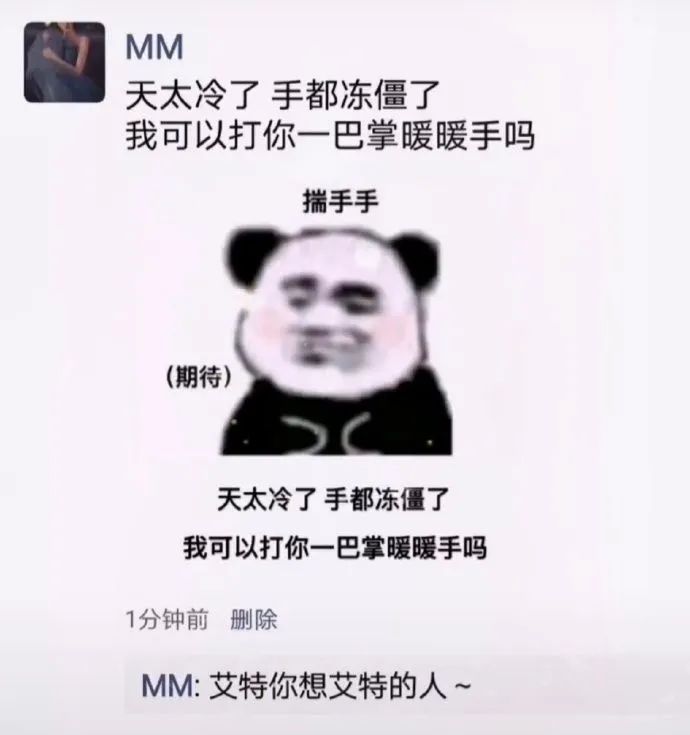 MM
天太冷了 手都冻僵了
我可以打你一巴掌暖暖手吗
揣手手
(期待)
天太冷了 手都冻僵了
我可以打你一巴掌暖暖手吗
1分钟前 删除
MM: 艾特你想艾特的人~